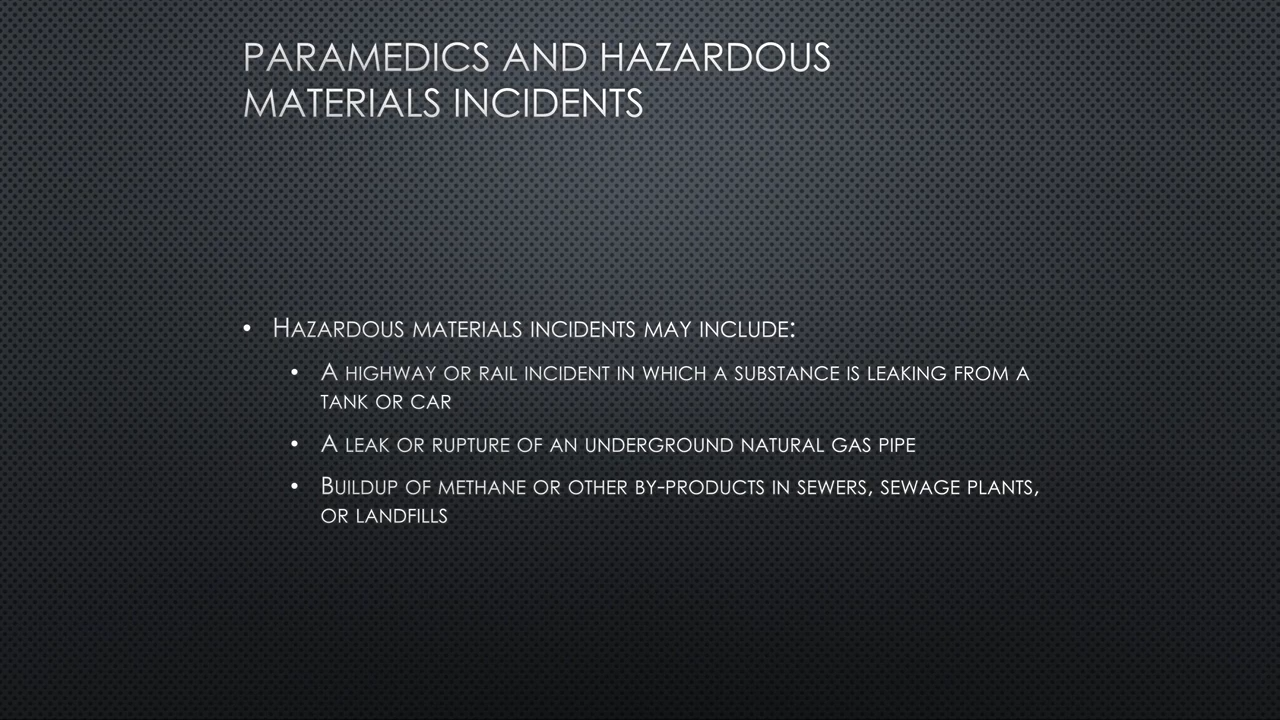 PARAMEDICS AND HAZARDOUS
MATERIALS INCIDENTS
• HAZARDOUS MATERIALS INCIDENTS MAY INCLUDE:
• A HIGHWAY OR RAIL INCIDENT IN WHICH A SUBSTANCE IS LEAKING FROM A
TANK OR CAR
• A LEAK OR RUPTURE OF AN UNDERGROUND NATURAL GAS PIPE
• BUILDUP OF METHANE OR OTHER BY-PRODUCTS IN SEWERS, SEWAGE PLANTS,
OR LANDFILLS